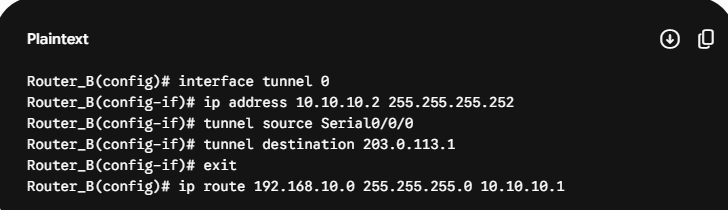 Plaintext
Router_B(config)# interface tunnel 0
Router_B(config-if)# ip address 10.10.10.2 255.255.255.252
Router_B(config-if)# tunnel source Serial0/0/0
Router_B(config-if)# tunnel destination 203.0.113.1
Router_B(config-if)# exit
Router_B(config)# ip route 192.168.10.0 255.255.255.0 10.10.10.1